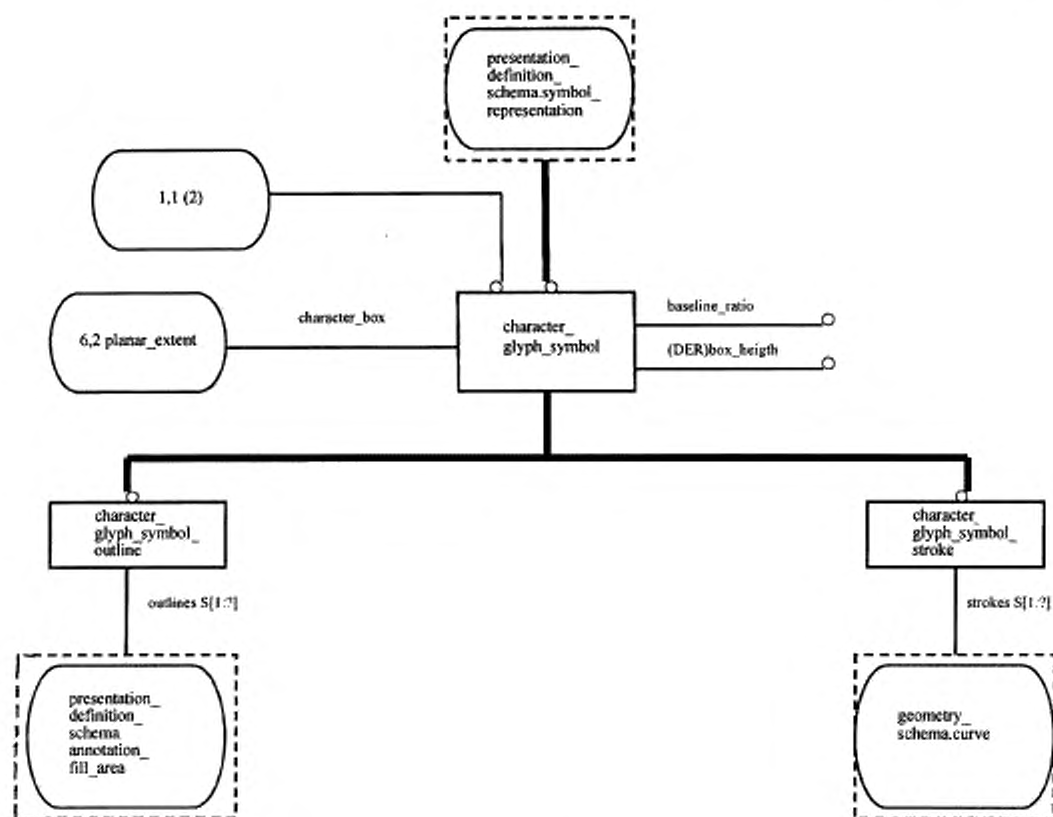 presentation_
definition_
schema.symbol_
representation
1,1 (2)
6,2 planar_extent
character_box
character_
glyph_symbol
baseline_ratio
(DER)box_heigth
character_
glyph_symbol_
outline
character_
glyph_symbol_
stroke
outlines S[1:?]
strokes S[1:?]
presentation_
definition_
schema
annotation_
fill_area
geometry_
schema.curve